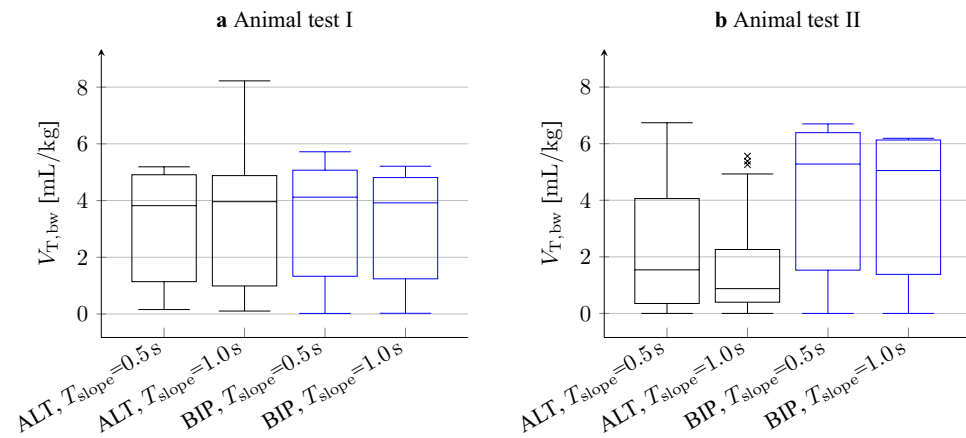 a Animal test I
8
6
4
2
0
V_T,bw [mL/kg]
ALT, T_slope=0.5 s
ALT, T_slope=1.0 s
BIP, T_slope=0.5 s
BIP, T_slope=1.0 s
b Animal test II
8
6
4
2
0
V_T,bw [mL/kg]
ALT, T_slope=0.5 s
ALT, T_slope=1.0 s
BIP, T_slope=0.5 s
BIP, T_slope=1.0 s